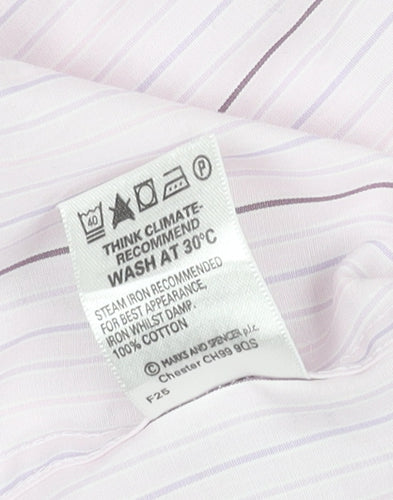 40 P
THINK CLIMATE-
RECOMMEND
WASH AT 30°C
STEAM IRON RECOMMENDED
FOR BEST APPEARANCE,
IRON WHILST DAMP.
100% COTTON
© MARKS AND SPENCER p.l.c.
Chester CH99 9QS
F25